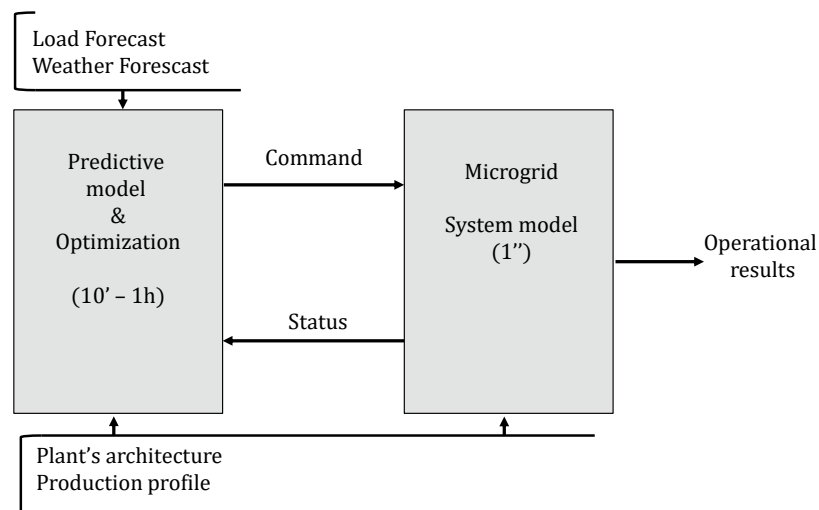 Load Forecast
Weather Forescast
Predictive
model
&
Optimization
(10' – 1h)
Command
Status
Microgrid
System model
(1'')
Operational
results
Plant's architecture
Production profile